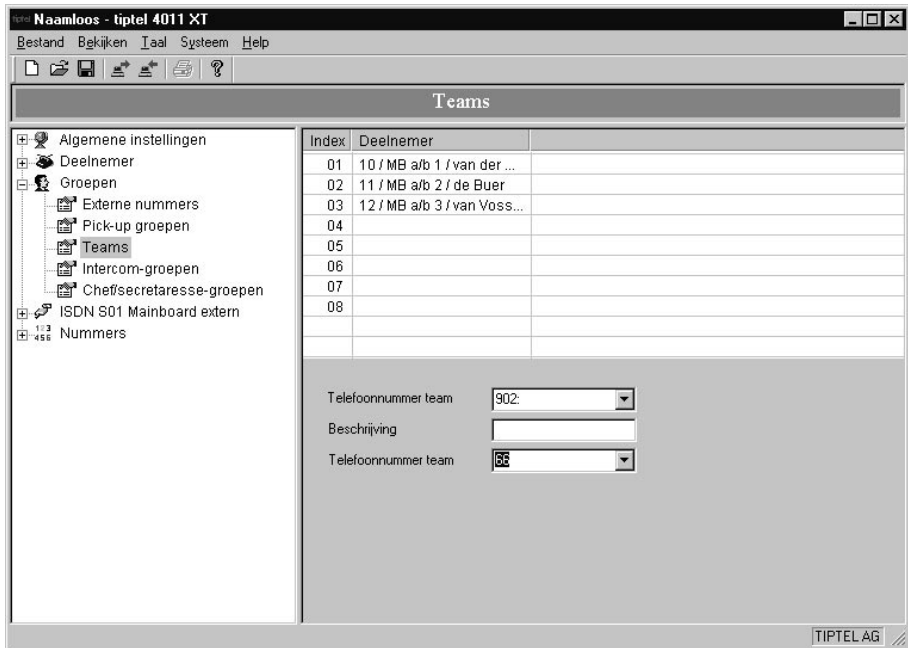 Naamloos - tiptel 4011 XT
Bestand Bekijken Taal Systeem Help
Teams
Algemene instellingen
Deelnemer
Groepen
Externe nummers
Pick-up groepen
Teams
Intercom-groepen
Chef/secretaresse-groepen
ISDN S01 Mainboard extern
Nummers
Index Deelnemer
01 10 / MB a/b 1 / van der ...
02 11 / MB a/b 2 / de Buer
03 12 / MB a/b 3 / van Voss...
04
05
06
07
08
Telefoonnummer team 902:
Beschrijving
Telefoonnummer team 66
TIPTEL AG